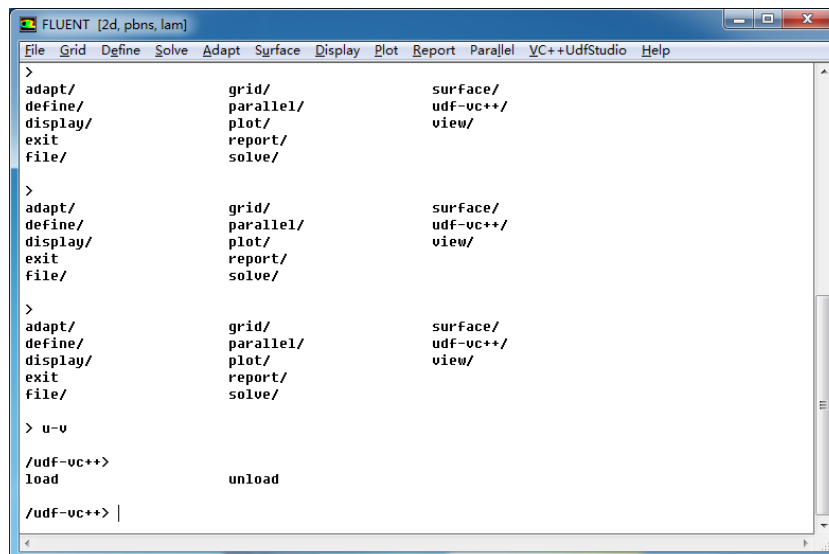 FLUENT [2d, pbns, lam]
File Grid Define Solve Adapt Surface Display Plot Report Parallel VC++UdfStudio Help
>
adapt/ grid/ surface/
define/ parallel/ udf-vc++/
display/ plot/ view/
exit report/
file/ solve/
>
adapt/ grid/ surface/
define/ parallel/ udf-vc++/
display/ plot/ view/
exit report/
file/ solve/
>
adapt/ grid/ surface/
define/ parallel/ udf-vc++/
display/ plot/ view/
exit report/
file/ solve/
> u-v
/udf-vc++>
load unload
/udf-vc++>